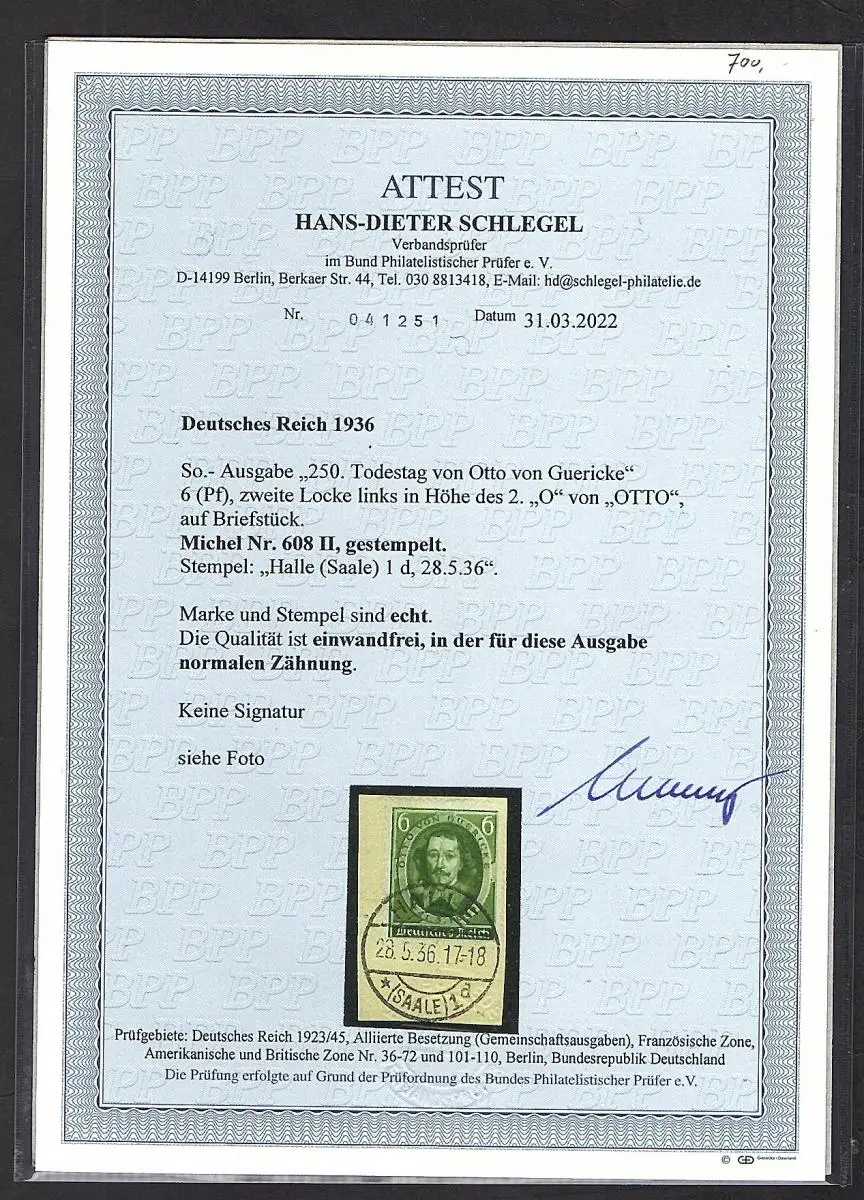 700,
ATTEST
HANS-DIETER SCHLEGEL
Verbandsprüfer
im Bund Philatelistischer Prüfer e. V.
D-14199 Berlin, Berkaer Str. 44, Tel. 030 8813418, E-Mail: hd@schlegel-philatelie.de
Nr. 041251 Datum 31.03.2022
Deutsches Reich 1936
So.- Ausgabe „250. Todestag von Otto von Guericke“
6 (Pf), zweite Locke links in Höhe des 2. „O“ von „OTTO“,
auf Briefstück.
Michel Nr. 608 II, gestempelt.
Stempel: „Halle (Saale) 1 d, 28.5.36“.
Marke und Stempel sind echt.
Die Qualität ist einwandfrei, in der für diese Ausgabe
normalen Zähnung.
Keine Signatur
siehe Foto
6 6
OTTO VON GUERICKE
Deutsches Reich
28.5.36.17-18
*(SAALE)1d
Prüfgebiete: Deutsches Reich 1923/45, Alliierte Besetzung (Gemeinschaftsausgaben), Französische Zone,
Amerikanische und Britische Zone Nr. 36-72 und 101-110, Berlin, Bundesrepublik Deutschland
Die Prüfung erfolgte auf Grund der Prüfordnung des Bundes Philatelistischer Prüfer e.V.
©